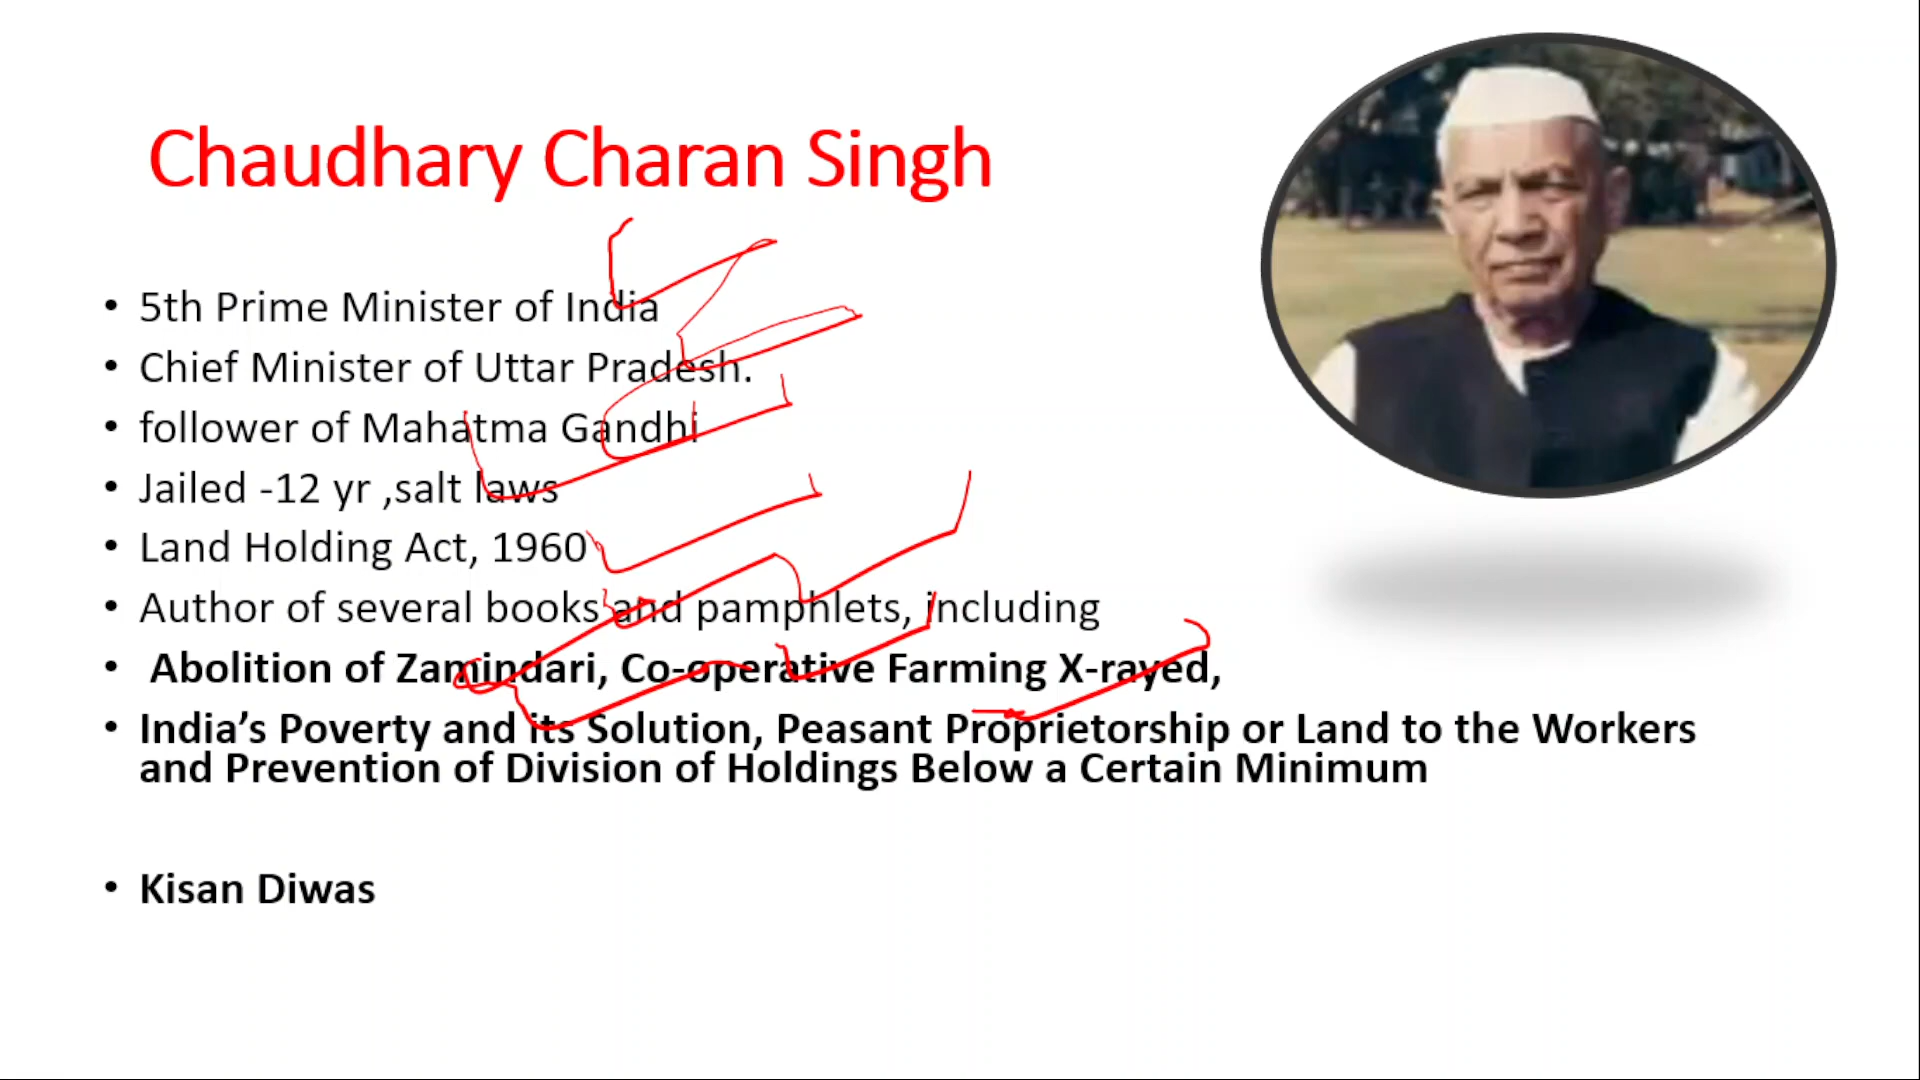 Chaudhary Charan Singh
• 5th Prime Minister of India
• Chief Minister of Uttar Pradesh.
• follower of Mahatma Gandhi
• Jailed -12 yr ,salt laws
• Land Holding Act, 1960
• Author of several books and pamphlets, including
• Abolition of Zamindari, Co-operative Farming X-rayed,
• India’s Poverty and its Solution, Peasant Proprietorship or Land to the Workers
and Prevention of Division of Holdings Below a Certain Minimum
• Kisan Diwas